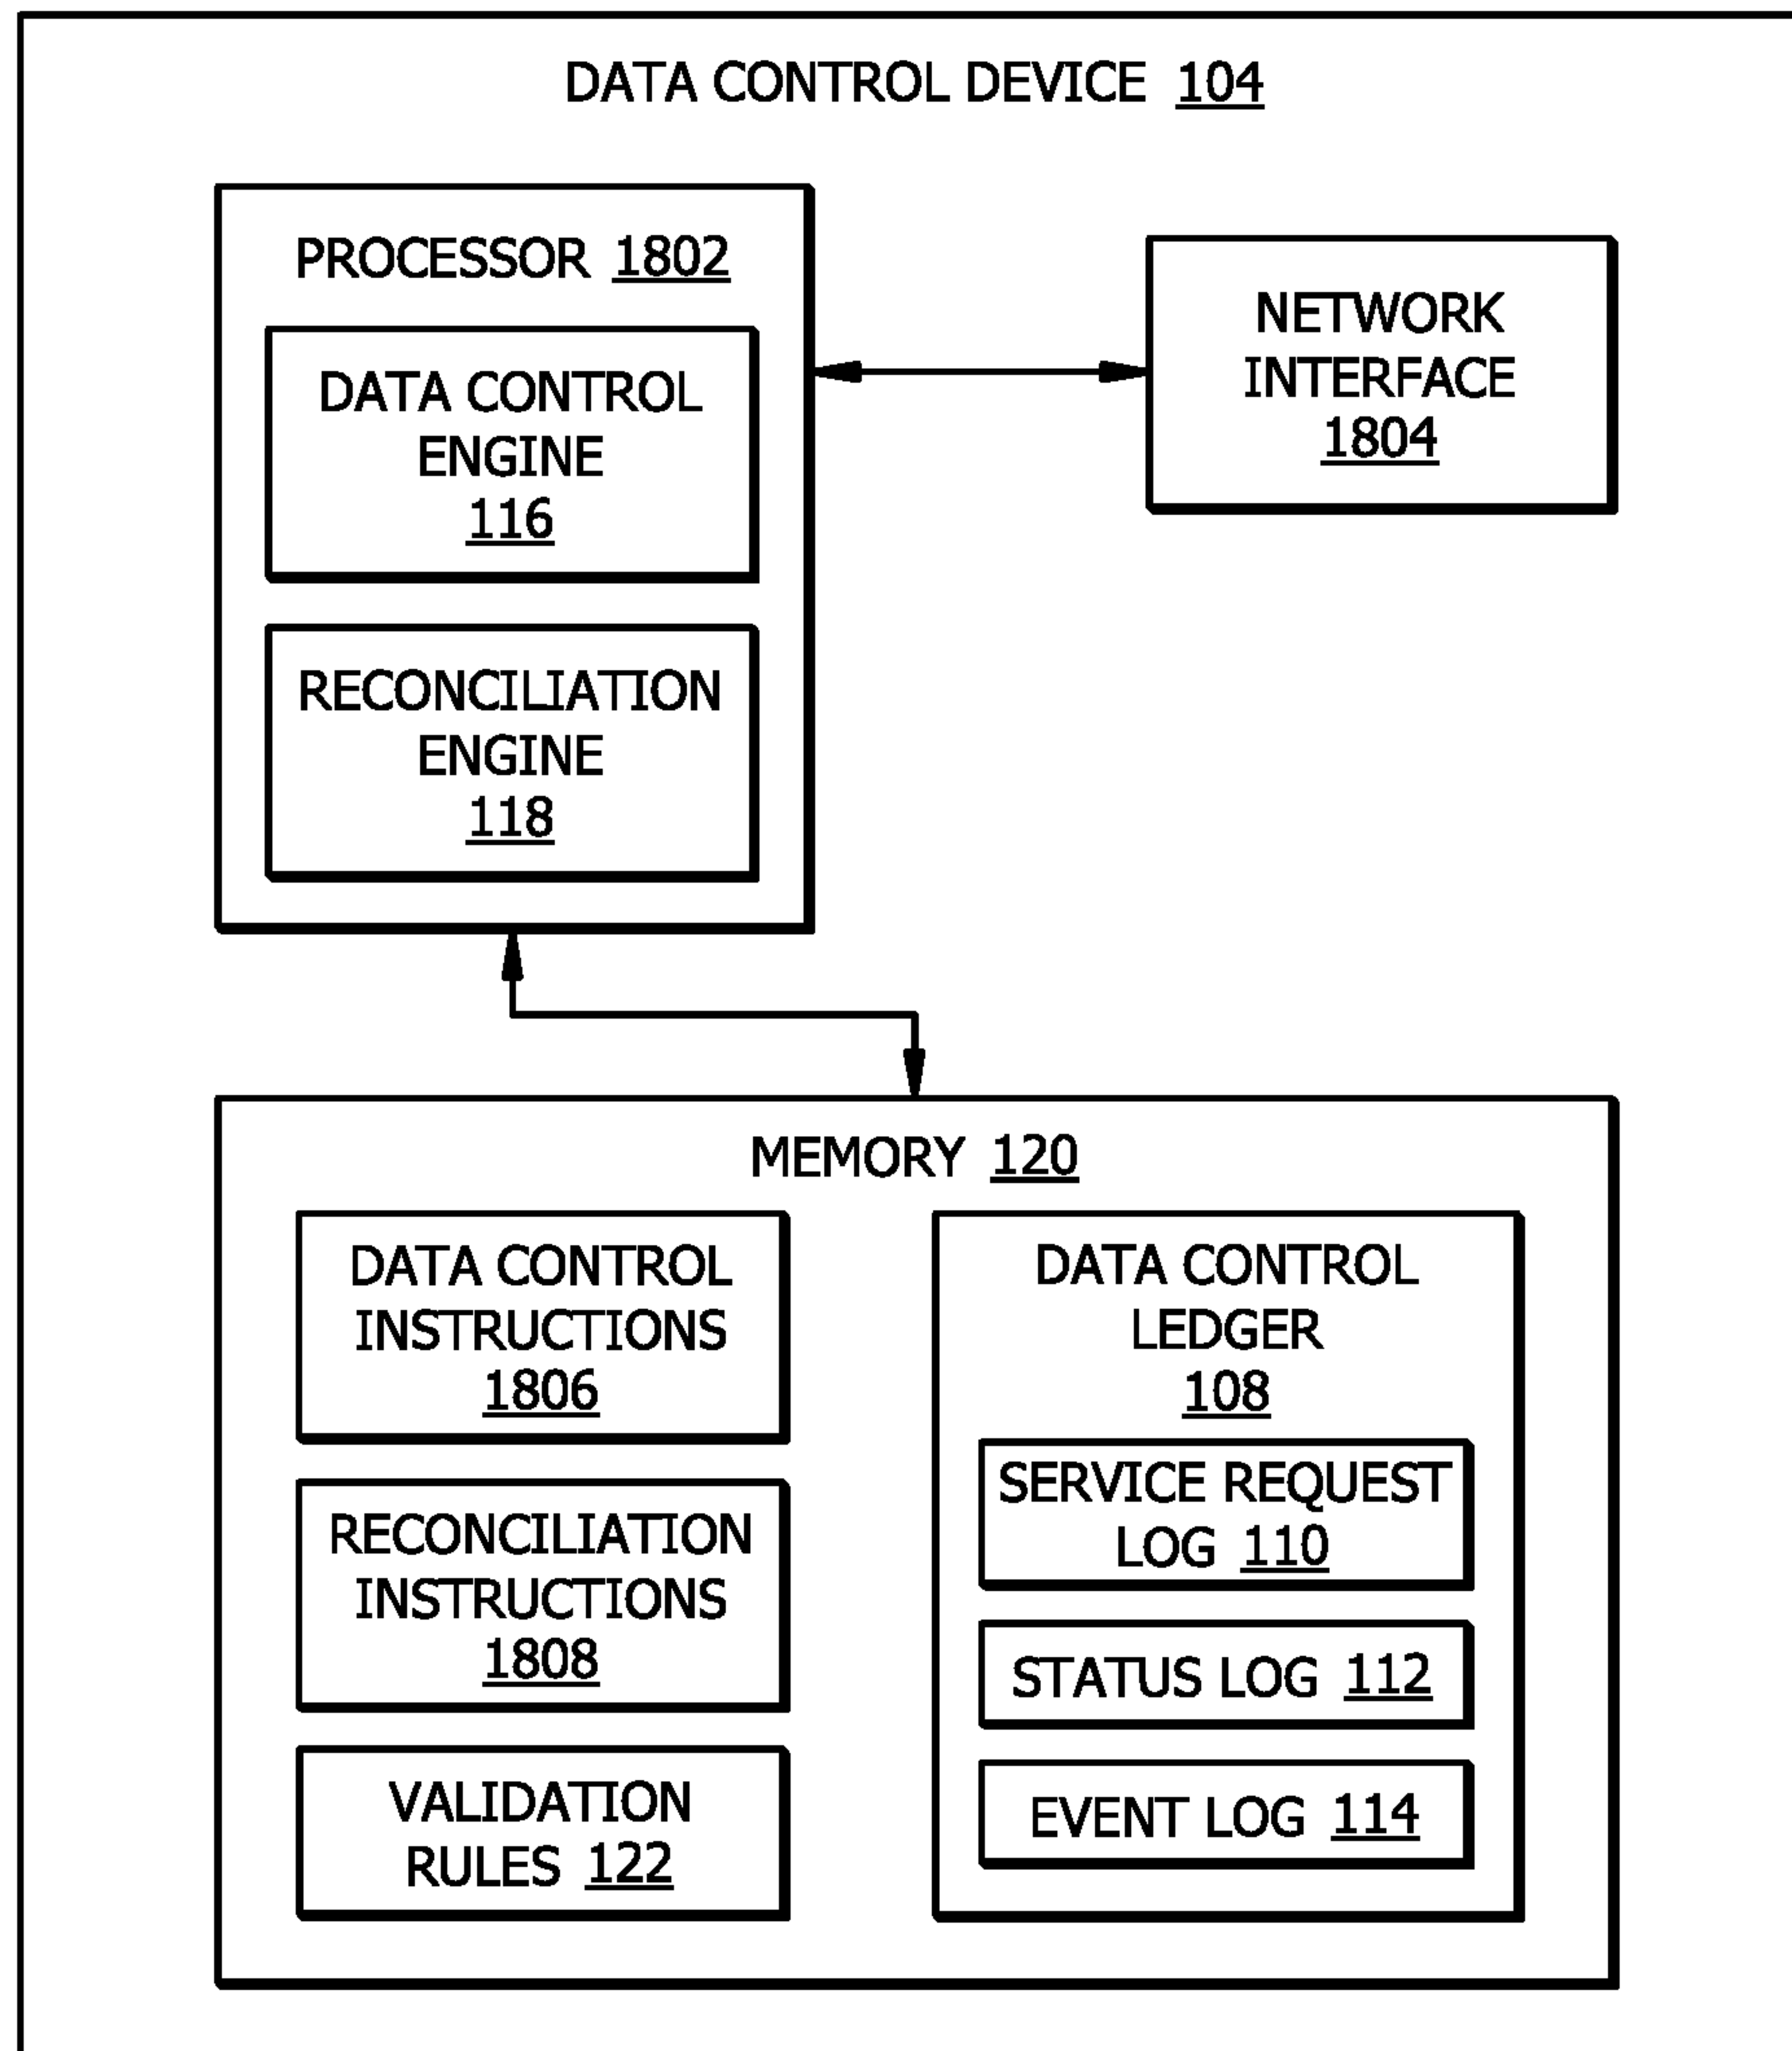 DATA CONTROL DEVICE 104
PROCESSOR 1802
DATA CONTROL
ENGINE
116
RECONCILIATION
ENGINE
118
NETWORK
INTERFACE
1804
MEMORY 120
DATA CONTROL
INSTRUCTIONS
1806
RECONCILIATION
INSTRUCTIONS
1808
VALIDATION
RULES 122
DATA CONTROL
LEDGER
108
SERVICE REQUEST
LOG 110
STATUS LOG 112
EVENT LOG 114